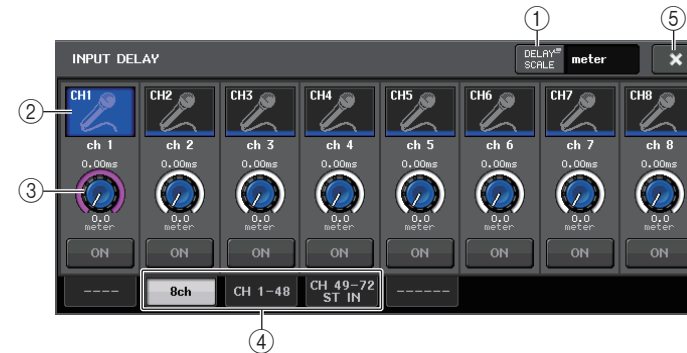 ① ⑤
INPUT DELAY DELAY SCALE meter ×
② CH1 CH2 CH3 CH4 CH5 CH6 CH7 CH8
ch 1 ch 2 ch 3 ch 4 ch 5 ch 6 ch 7 ch 8
0.00ms 0.00ms 0.00ms 0.00ms 0.00ms 0.00ms 0.00ms 0.00ms
③
0.0 0.0 0.0 0.0 0.0 0.0 0.0 0.0
meter meter meter meter meter meter meter meter
ON ON ON ON ON ON ON ON
---- 8ch CH 1-48 CH 49-72 ST IN ------
④